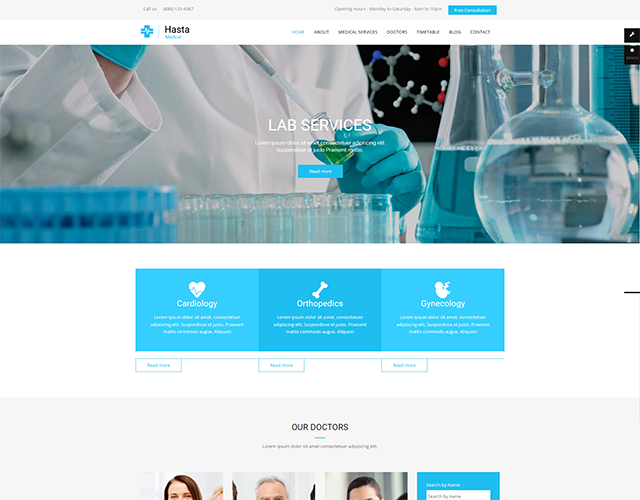 Call us (888) 123-4567
Opening Hours : Monday to Saturday - 8am to 10pm
Free Consultation
Hasta
Medical
HOME ABOUT MEDICAL SERVICES DOCTORS TIMETABLE BLOG CONTACT
LAB SERVICES
Lorem ipsum dolor sit amet, consectetuer adipiscing elit
Suspendisse et justo Praesent mattis
Read more
Cardiology
Lorem ipsum dolor sit amet, consectetuer
adipiscing elit. Suspendisse et justo. Praesent
mattis commodo augue. Aliquam
Orthopedics
Lorem ipsum dolor sit amet, consectetuer
adipiscing elit. Suspendisse et justo. Praesent
mattis commodo augue. Aliquam
Gynecology
Lorem ipsum dolor sit amet, consectetuer
adipiscing elit. Suspendisse et justo. Praesent
mattis commodo augue. Aliquam
Read more
Read more
Read more
OUR DOCTORS
Lorem ipsum dolor sit amet, consectetuer adipiscing elit.
Search by Name
Search by name